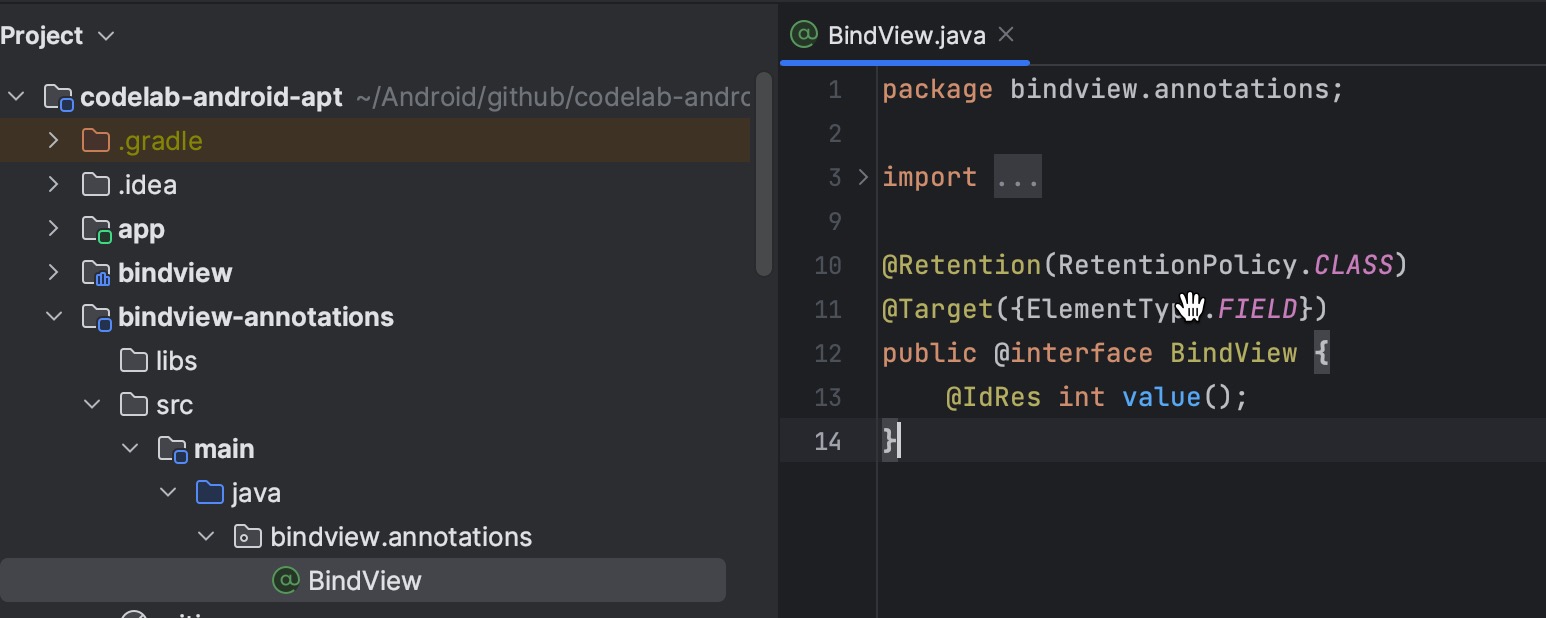 Project
codelab-android-apt ~/Android/github/codelab-andro
.gradle
.idea
app
bindview
bindview-annotations
libs
src
main
java
bindview.annotations
BindView
BindView.java
1 package bindview.annotations;
2
3 import ...
9
10 @Retention(RetentionPolicy.CLASS)
11 @Target({ElementType.FIELD})
12 public @interface BindView {
13 @IdRes int value();
14 }